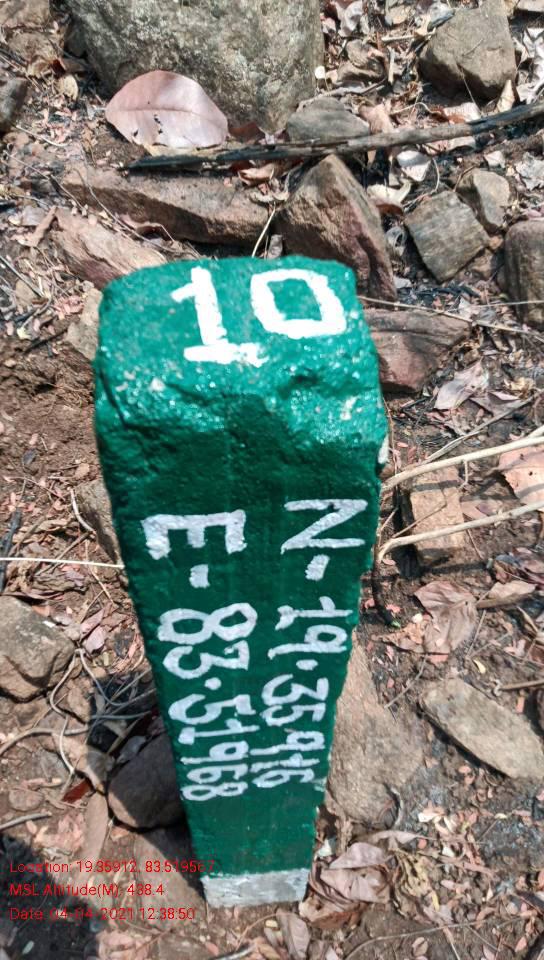 10
N- 19.35916
E- 83.51968
Location: 19.35912, 83.519567
MSL Altitude(M): 438.4
Date: 04-04-2021 12:38:50